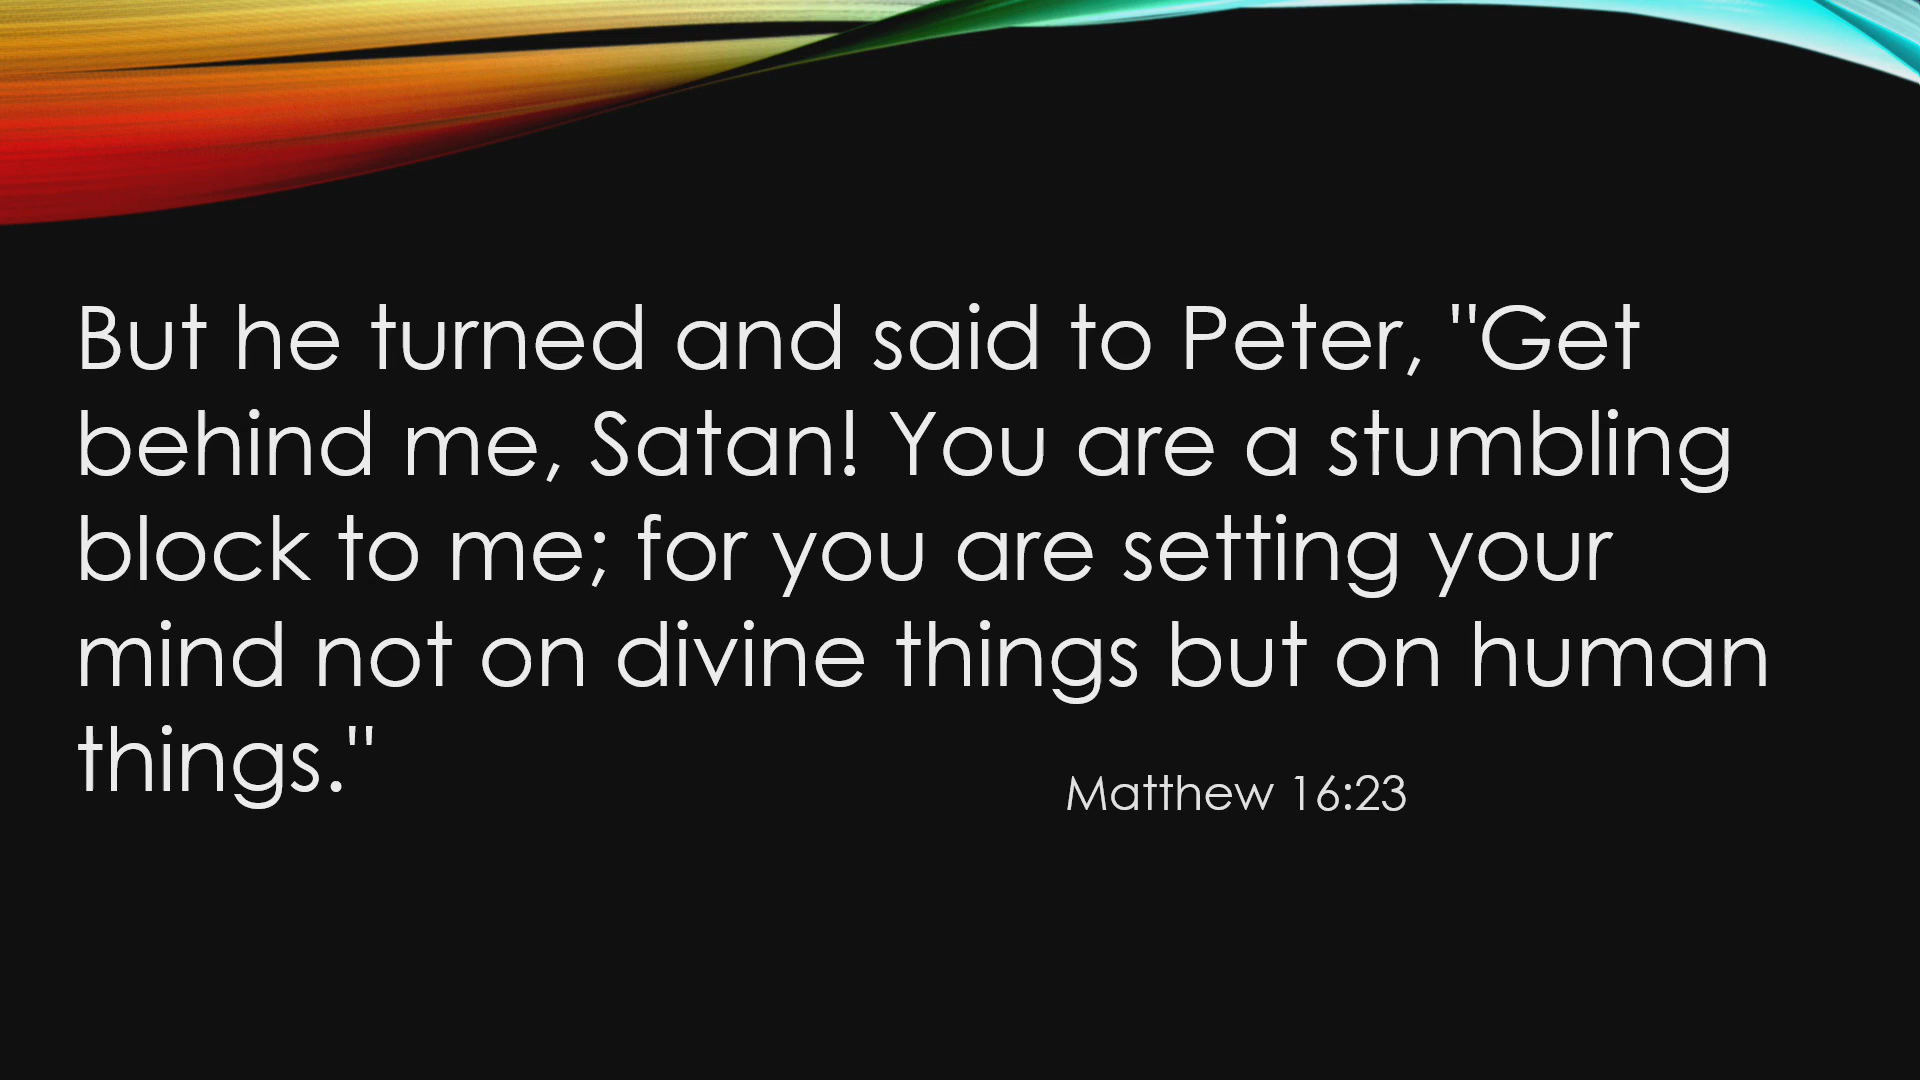 But he turned and said to Peter, "Get
behind me, Satan! You are a stumbling
block to me; for you are setting your
mind not on divine things but on human
things."
Matthew 16:23